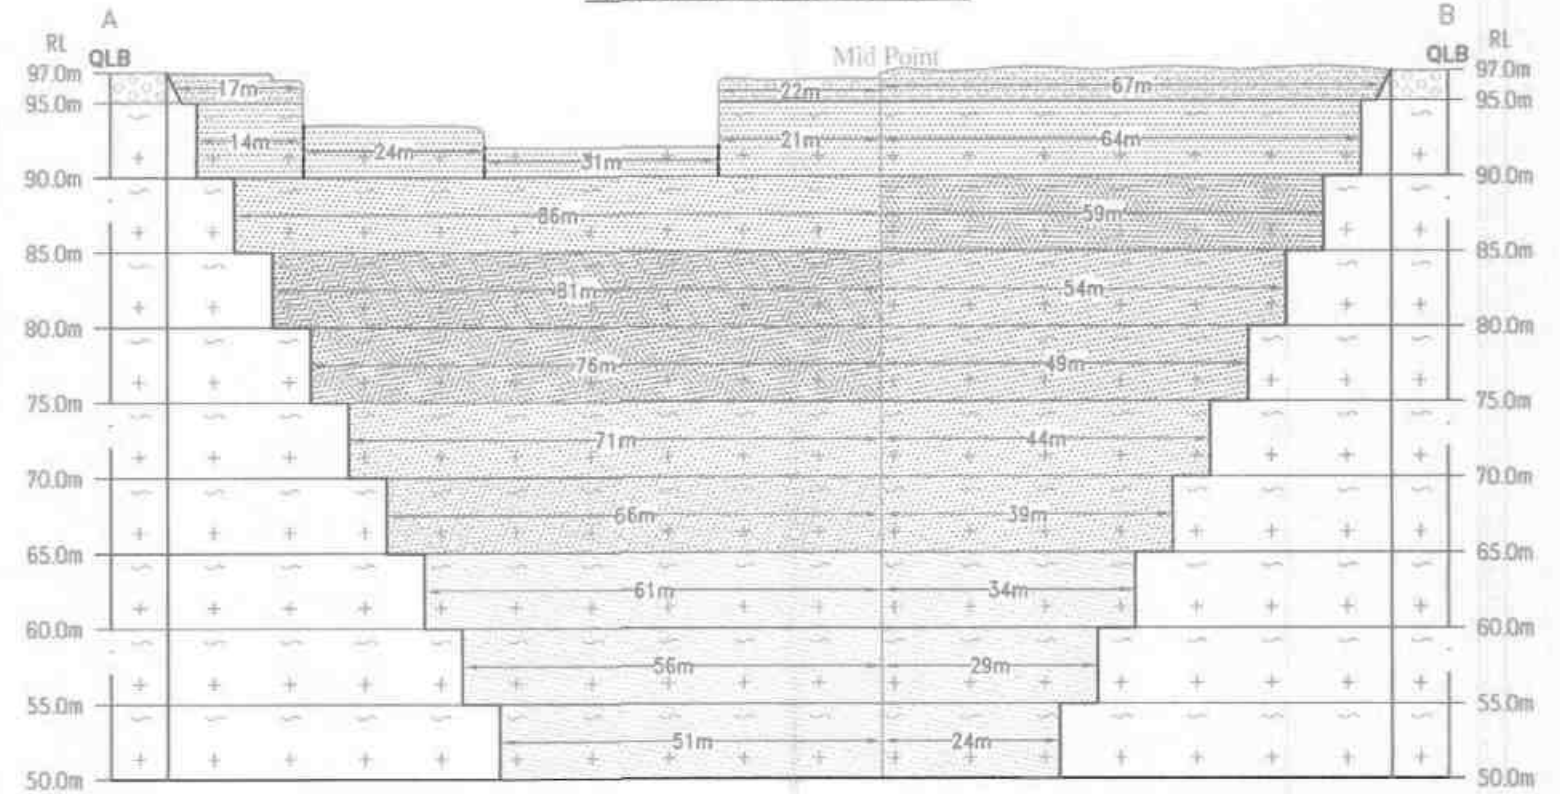 A B
RL QLB Mid Point QLB RL
97.0m 17m 22m 67m 97.0m
95.0m 95.0m
14m 24m 31m 21m 64m
90.0m 90.0m
86m 59m
85.0m 85.0m
81m 54m
80.0m 80.0m
76m 49m
75.0m 75.0m
71m 44m
70.0m 70.0m
66m 39m
65.0m 65.0m
61m 34m
60.0m 60.0m
56m 29m
55.0m 55.0m
51m 24m
50.0m 50.0m